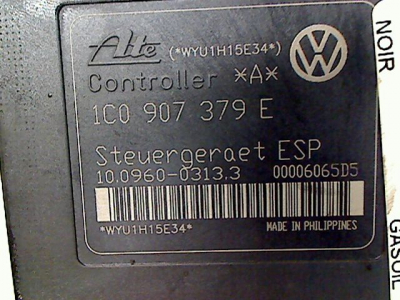 Ate (*WYU1H15E34*)
Controller *A*
1C0 907 379 E
Steuergeraet ESP
10.0960-0313.3 00006065D5
*WYU1H15E34*
MADE IN PHILIPPINES
NOIR
GASOIL